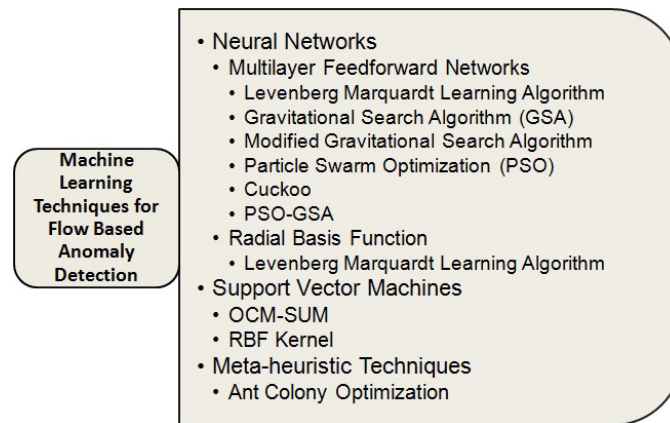 Machine
Learning
Techniques for
Flow Based
Anomaly
Detection
• Neural Networks
• Multilayer Feedforward Networks
• Levenberg Marquardt Learning Algorithm
• Gravitational Search Algorithm (GSA)
• Modified Gravitational Search Algorithm
• Particle Swarm Optimization (PSO)
• Cuckoo
• PSO-GSA
• Radial Basis Function
• Levenberg Marquardt Learning Algorithm
• Support Vector Machines
• OCM-SUM
• RBF Kernel
• Meta-heuristic Techniques
• Ant Colony Optimization